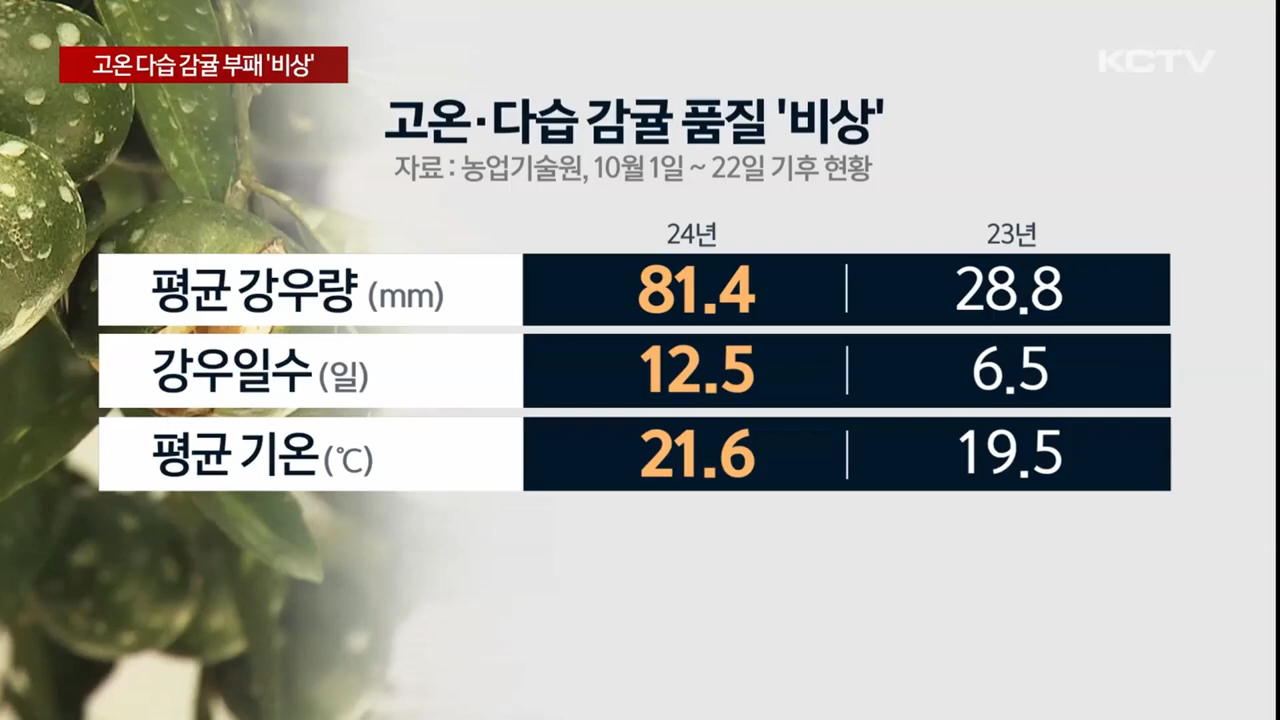 고온 다습 감귤 부패 '비상'
KCTV
고온·다습 감귤 품질 '비상'
자료 : 농업기술원, 10월 1일 ~ 22일 기후 현황
24년 23년
평균 강우량 (mm) 81.4 28.8
강우일수 (일) 12.5 6.5
평균 기온 (℃) 21.6 19.5